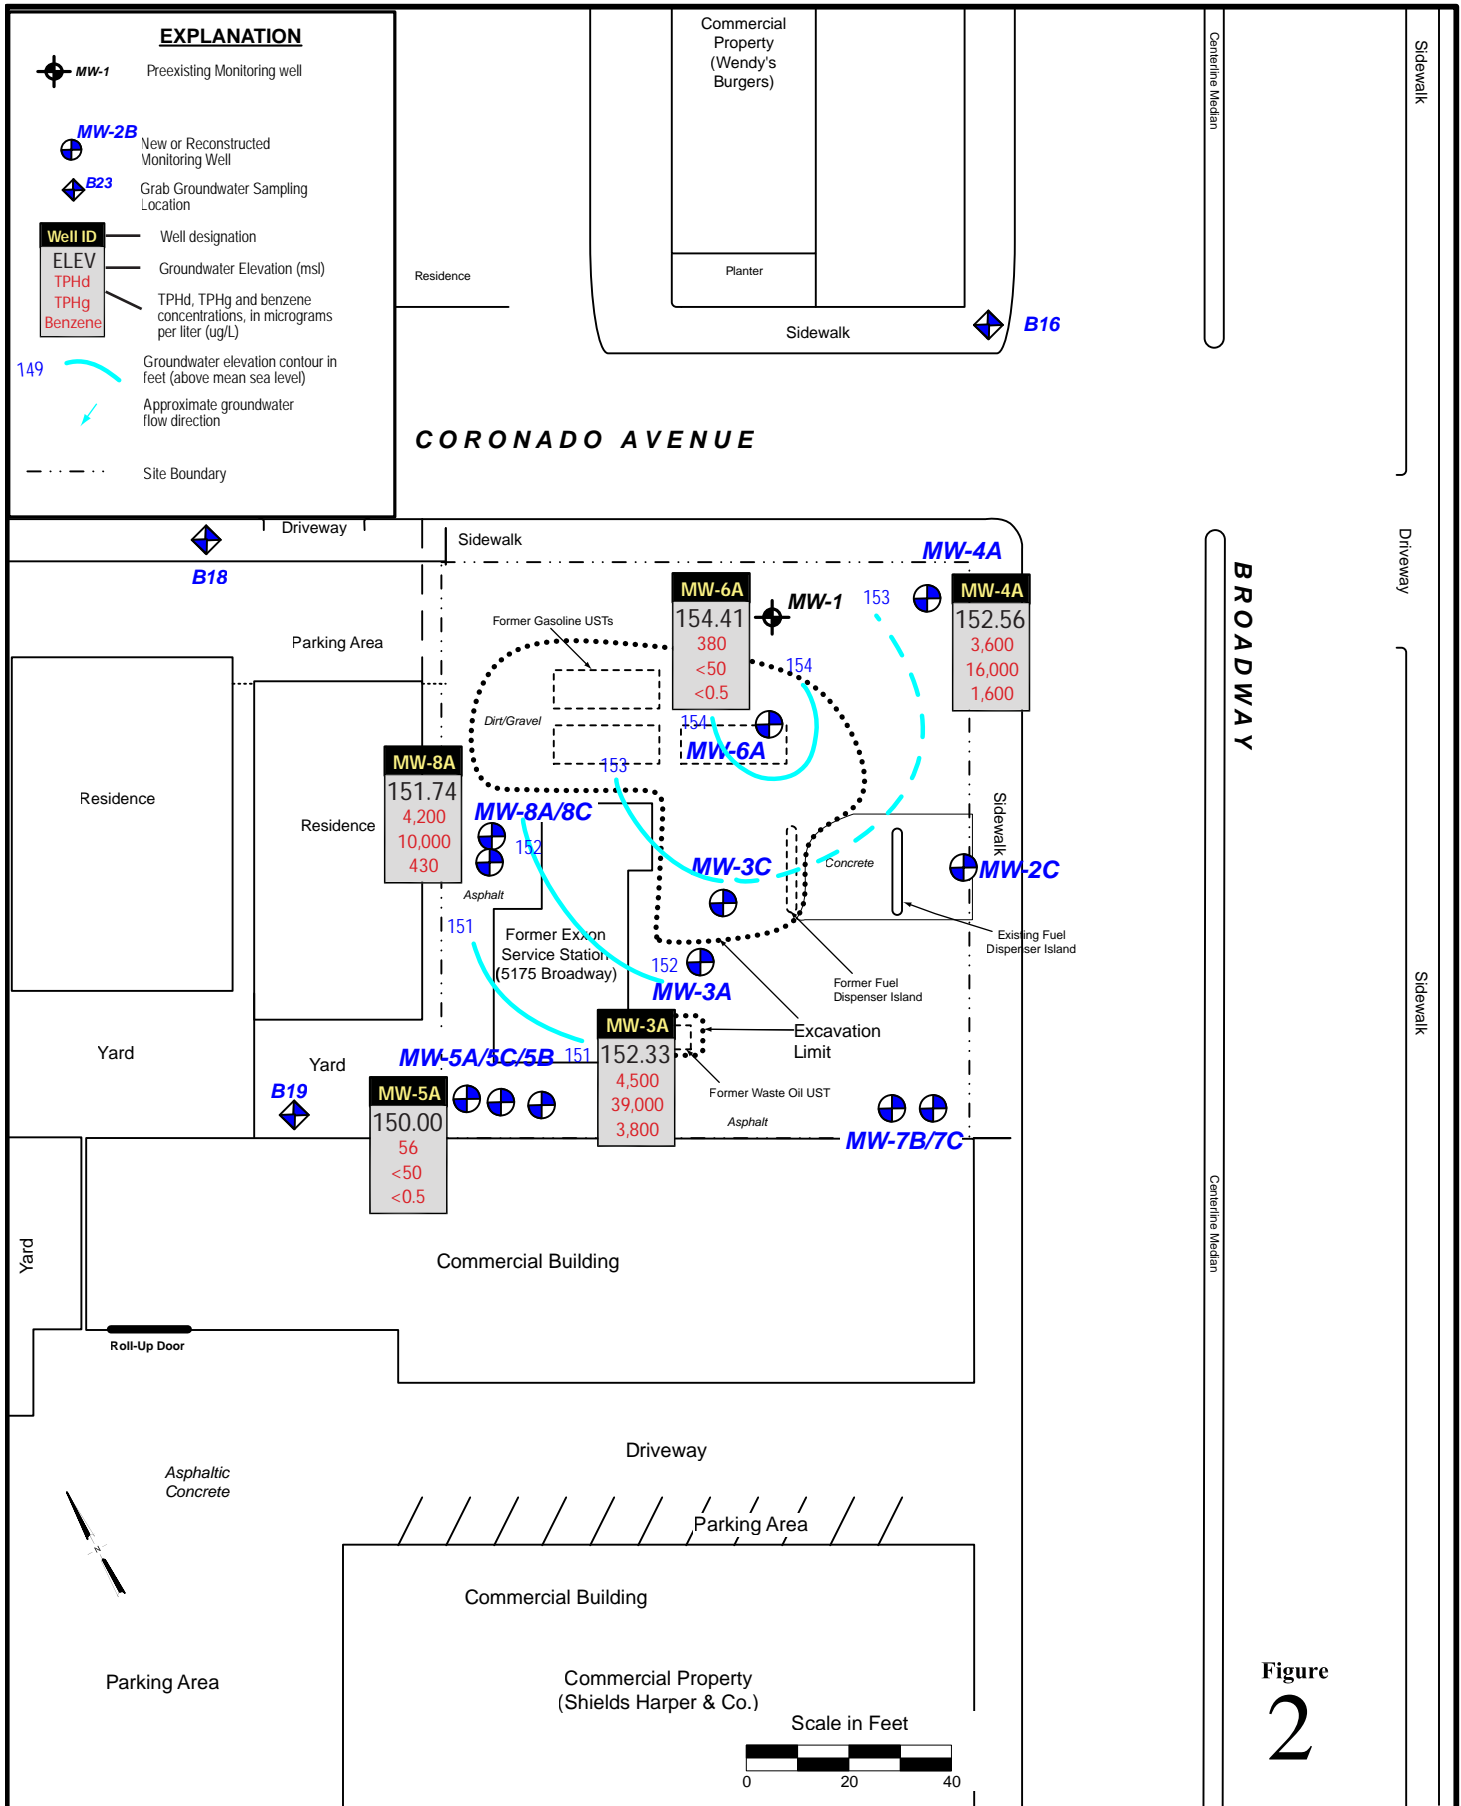 EXPLANATION
MW-1
Preexisting Monitoring well
MW-2B
New or Reconstructed
Monitoring Well
B23
Grab Groundwater Sampling
Location
Well ID
Well designation
ELEV
Groundwater Elevation (msl)
TPHd
TPHg
Benzene
TPHd, TPHg and benzene
concentrations, in micrograms
per liter (ug/L)
149
Groundwater elevation contour in
feet (above mean sea level)
Approximate groundwater
flow direction
Site Boundary
Commercial
Property
(Wendy's
Burgers)
Centerline Median
Sidewalk
Residence
Planter
Sidewalk
B16
CORONADO AVENUE
Driveway
Sidewalk
B18
MW-4A
Driveway
BROADWAY
MW-6A
154.41
380
<50
<0.5
MW-1
153
MW-4A
152.56
3,600
16,000
1,600
Former Gasoline USTs
Parking Area
154
Dirt/Gravel
154
MW-6A
153
MW-8A
151.74
4,200
10,000
430
MW-8A/8C
152
Residence
Residence
Sidewalk
Asphalt
MW-3C
Concrete
MW-2C
151
Former Exxon
Service Station
(5175 Broadway)
152
MW-3A
Existing Fuel
Dispenser Island
Former Fuel
Dispenser Island
Sidewalk
MW-3A
152.33
4,500
39,000
3,800
Excavation
Limit
Yard
Yard
MW-5A/5C/5B
151
Former Waste Oil UST
B19
MW-5A
150.00
56
<50
<0.5
Asphalt
MW-7B/7C
Centerline Median
Yard
Commercial Building
Roll-Up Door
Driveway
Asphaltic
Concrete
Parking Area
N
Commercial Building
Parking Area
Commercial Property
(Shields Harper & Co.)
Scale in Feet
0
20
40
Figure
2